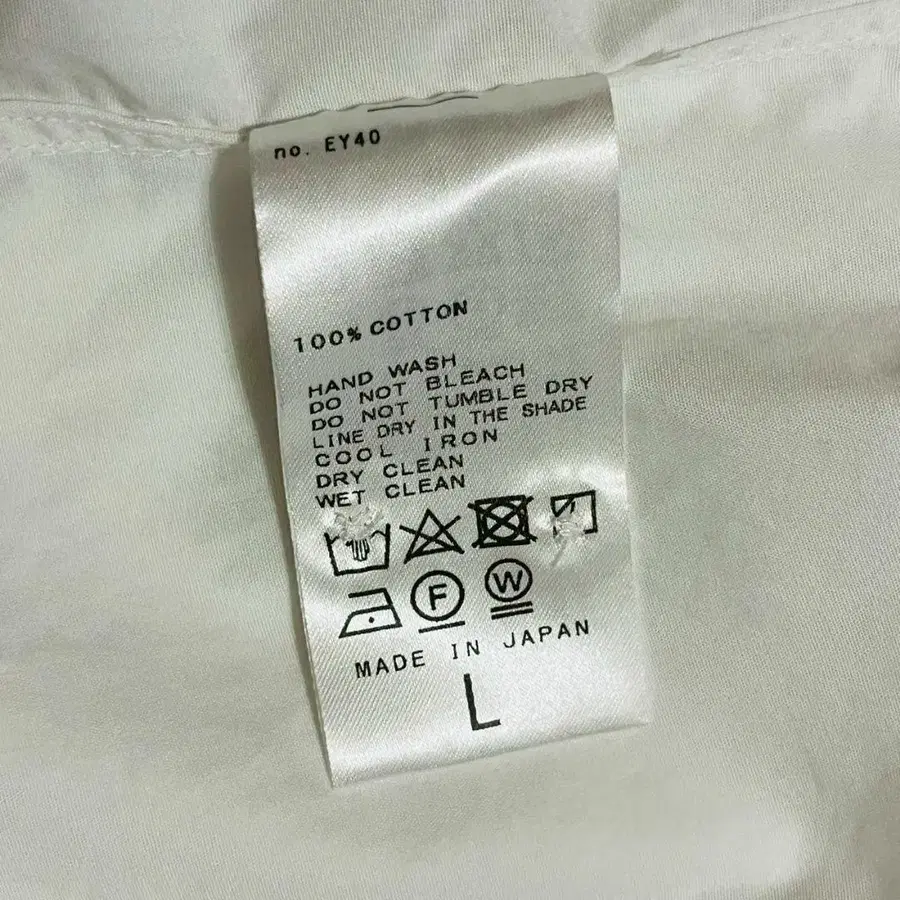 no. EY40
100% COTTON
HAND WASH
DO NOT BLEACH
DO NOT TUMBLE DRY
LINE DRY IN THE SHADE
COOL IRON
DRY CLEAN
WET CLEAN
F W
MADE IN JAPAN
L